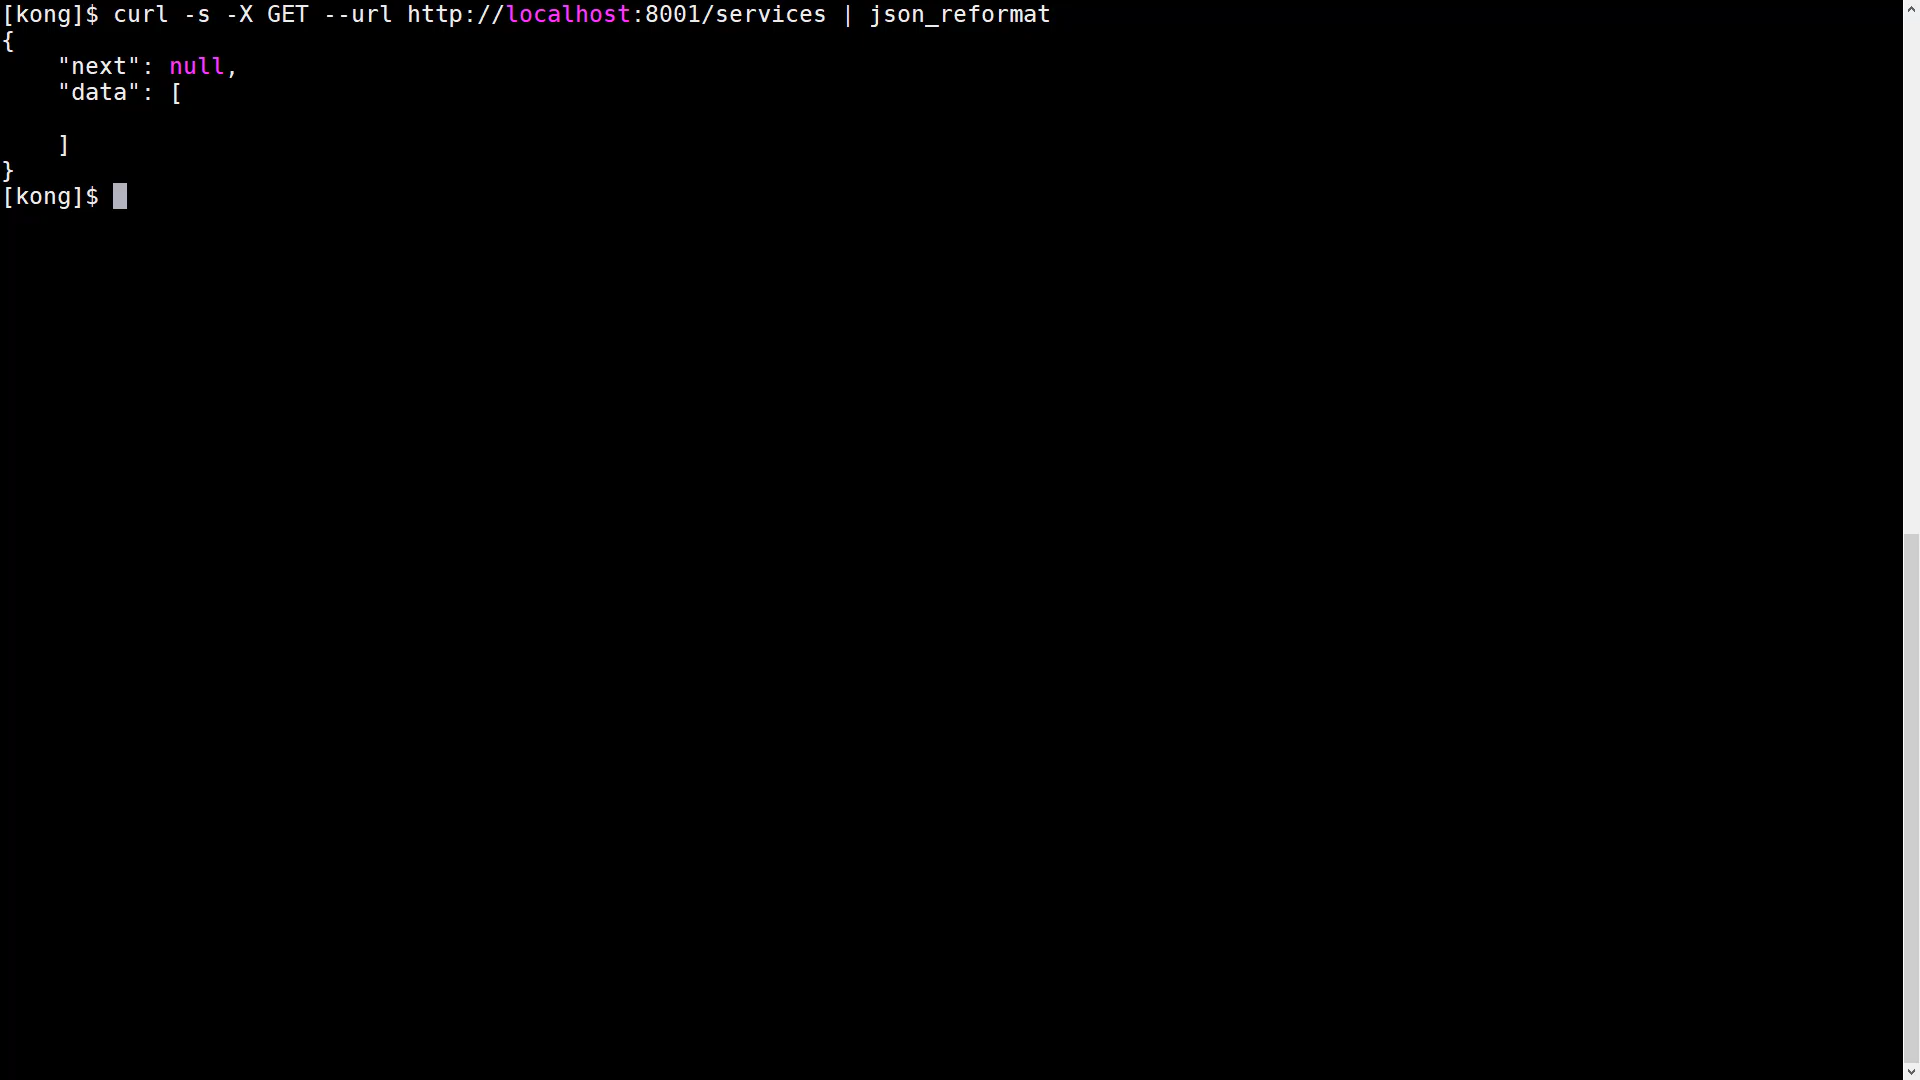 [kong]$ curl -s -X GET --url http://localhost:8001/services | json_reformat
{
    "next": null,
    "data": [

    ]
}
[kong]$